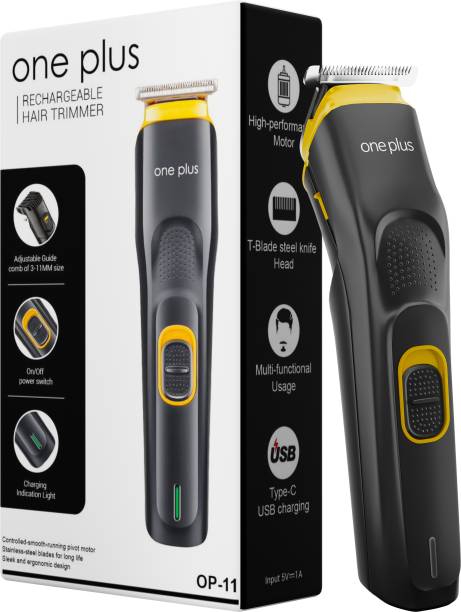 one plus
RECHARGEABLE
HAIR TRIMMER
Adjustable Guide
comb of 3-11MM size
On/Off
power switch
Charging
Indication Light
Controlled-smooth-running pivot motor
Stainless-steel blades for long life
Sleek and ergonomic design
one plus
OP-11
High-performa
Motor
T-Blade steel knife
Head
Multi-functional
Usage
USB
Type-C
USB charging
Input 5V=1A
one plus